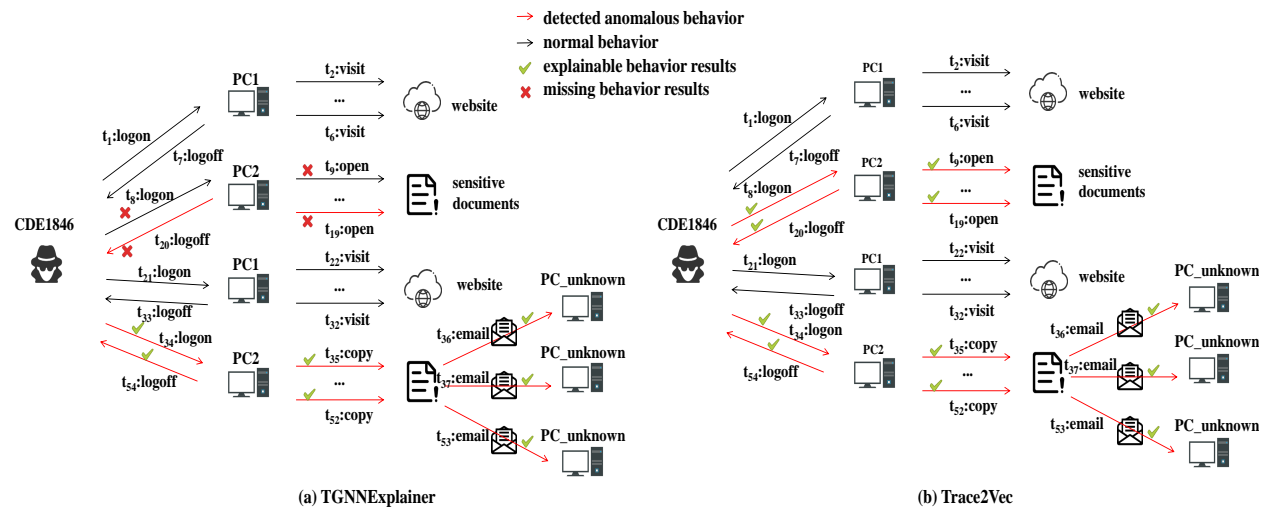 detected anomalous behavior
normal behavior
explainable behavior results
missing behavior results
PC1
t2:visit
...
t6:visit
website
t1:logon
t7:logoff
PC2
t8:logon
t9:open
...
t19:open
sensitive
documents
CDE1846
t20:logoff
PC1
t21:logon
t22:visit
...
t32:visit
website
t33:logoff
t34:logon
PC2
t54:logoff
t35:copy
...
t52:copy
t36:email
t37:email
t53:email
PC_unknown
PC_unknown
PC_unknown
(a) TGNNExplainer
PC1
t2:visit
...
t6:visit
website
t1:logon
t7:logoff
PC2
t8:logon
t9:open
...
t19:open
sensitive
documents
CDE1846
t20:logoff
PC1
t21:logon
t22:visit
...
t32:visit
website
t33:logoff
t34:logon
PC2
t54:logoff
t35:copy
...
t52:copy
t36:email
t37:email
t53:email
PC_unknown
PC_unknown
PC_unknown
(b) Trace2Vec